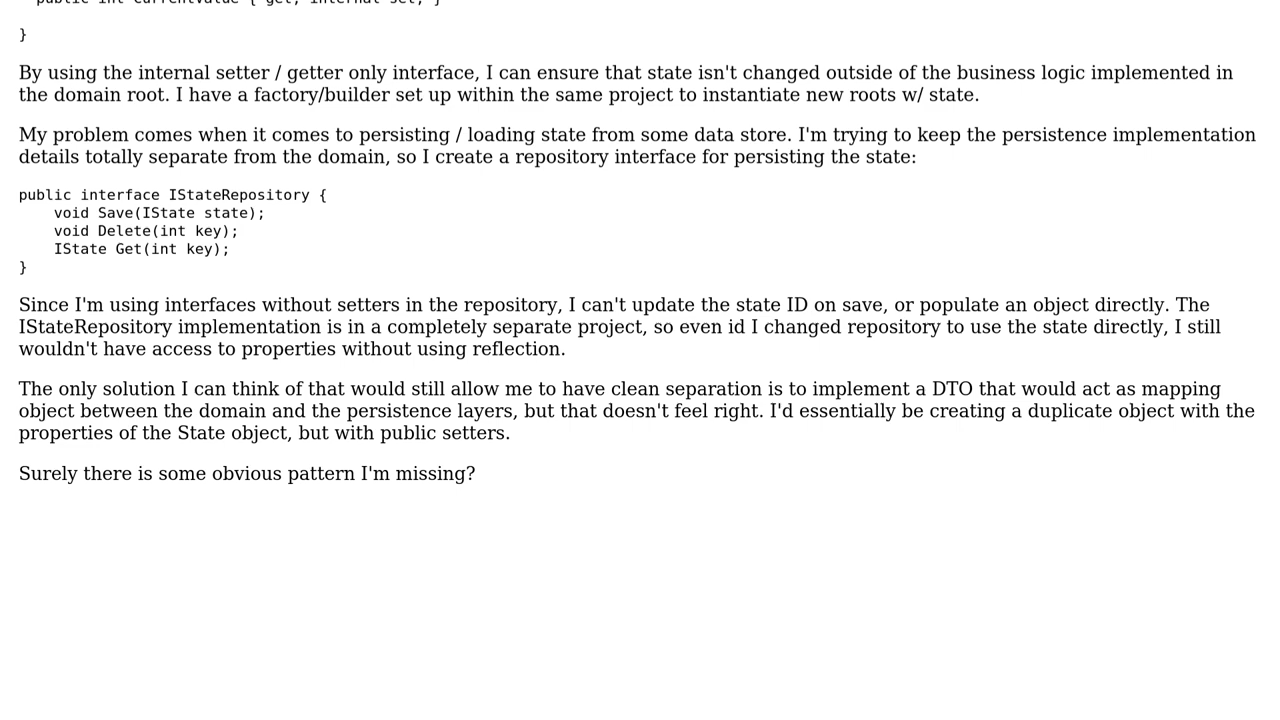 public int CurrentValue { get; internal set; }
}
By using the internal setter / getter only interface, I can ensure that state isn't changed outside of the business logic implemented in
the domain root. I have a factory/builder set up within the same project to instantiate new roots w/ state.
My problem comes when it comes to persisting / loading state from some data store. I'm trying to keep the persistence implementation
details totally separate from the domain, so I create a repository interface for persisting the state:
public interface IStateRepository {
    void Save(IState state);
    void Delete(int key);
    IState Get(int key);
}
Since I'm using interfaces without setters in the repository, I can't update the state ID on save, or populate an object directly. The
IStateRepository implementation is in a completely separate project, so even id I changed repository to use the state directly, I still
wouldn't have access to properties without using reflection.
The only solution I can think of that would still allow me to have clean separation is to implement a DTO that would act as mapping
object between the domain and the persistence layers, but that doesn't feel right. I'd essentially be creating a duplicate object with the
properties of the State object, but with public setters.
Surely there is some obvious pattern I'm missing?